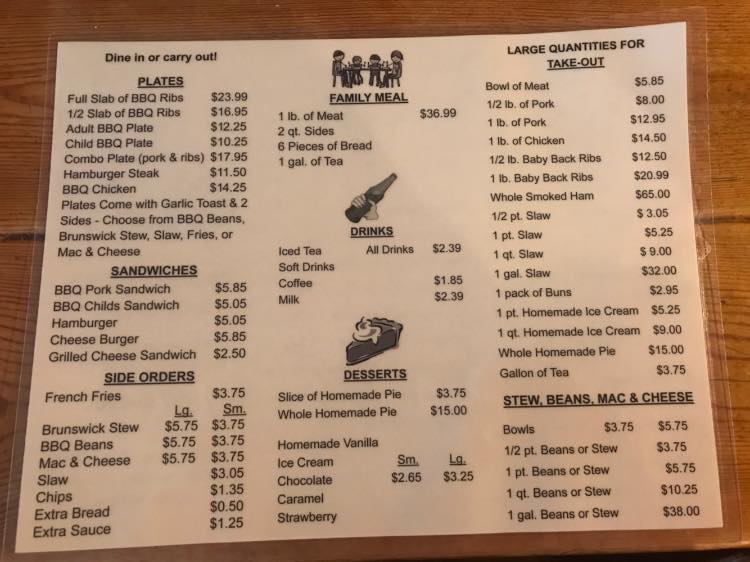 Dine in or carry out!
PLATES
Full Slab of BBQ Ribs $23.99
1/2 Slab of BBQ Ribs $16.95
Adult BBQ Plate $12.25
Child BBQ Plate $10.25
Combo Plate (pork & ribs) $17.95
Hamburger Steak $11.50
BBQ Chicken $14.25
Plates Come with Garlic Toast & 2
Sides - Choose from BBQ Beans,
Brunswick Stew, Slaw, Fries, or
Mac & Cheese
SANDWICHES
BBQ Pork Sandwich $5.85
BBQ Childs Sandwich $5.05
Hamburger $5.05
Cheese Burger $5.85
Grilled Cheese Sandwich $2.50
SIDE ORDERS
French Fries $3.75
Lg. Sm.
Brunswick Stew $5.75 $3.75
BBQ Beans $5.75 $3.75
Mac & Cheese $5.75 $3.75
Slaw $3.05
Chips $1.35
Extra Bread $0.50
Extra Sauce $1.25
FAMILY MEAL
1 lb. of Meat $36.99
2 qt. Sides
6 Pieces of Bread
1 gal. of Tea
DRINKS
Iced Tea All Drinks $2.39
Soft Drinks
Coffee $1.85
Milk $2.39
DESSERTS
Slice of Homemade Pie $3.75
Whole Homemade Pie $15.00
Homemade Vanilla
Ice Cream Sm. Lg.
Chocolate $2.65 $3.25
Caramel
Strawberry
LARGE QUANTITIES FOR
TAKE-OUT
Bowl of Meat $5.85
1/2 lb. of Pork $8.00
1 lb. of Pork $12.95
1 lb. of Chicken $14.50
1/2 lb. Baby Back Ribs $12.50
1 lb. Baby Back Ribs $20.99
Whole Smoked Ham $65.00
1/2 pt. Slaw $ 3.05
1 pt. Slaw $5.25
1 qt. Slaw $ 9.00
1 gal. Slaw $32.00
1 pack of Buns $2.95
1 pt. Homemade Ice Cream $5.25
1 qt. Homemade Ice Cream $9.00
Whole Homemade Pie $15.00
Gallon of Tea $3.75
STEW, BEANS, MAC & CHEESE
Bowls $3.75 $5.75
1/2 pt. Beans or Stew $3.75
1 pt. Beans or Stew $5.75
1 qt. Beans or Stew $10.25
1 gal. Beans or Stew $38.00